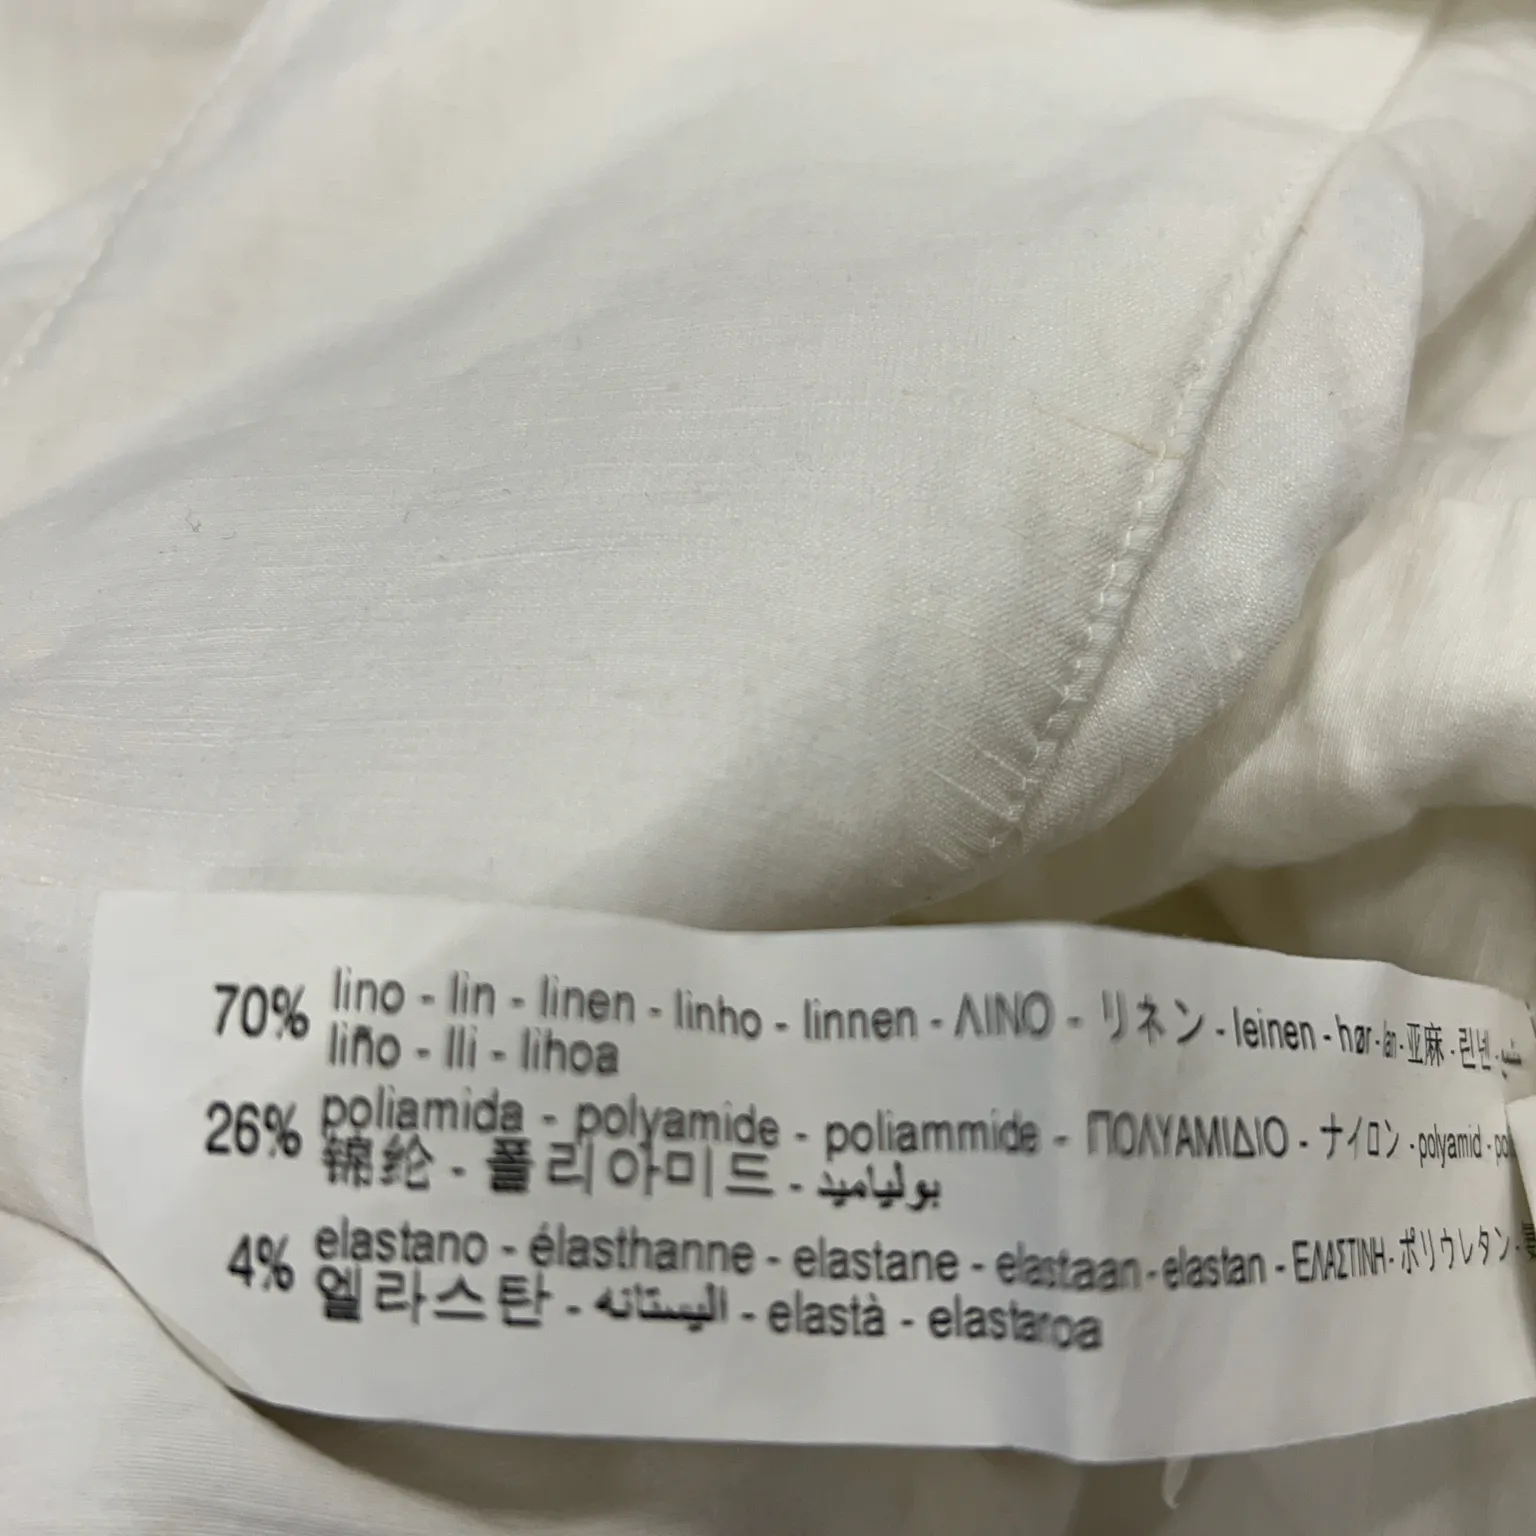 70% lino - lin - linen - linho - linnen - ΛΙΝΟ - リネン - leinen - hør - lan - 亚麻 - 린넨 -
liño - lli - lihoa
26% poliamida - polyamide - poliammide - ΠΟΛΥΑΜΙΔΙΟ - ナイロン - polyamid -
锦纶 - 폴리아미드 - بولياميد
4% elastano - élasthanne - elastane - elastaan - elastan - ΕΛΑΣΤΙΝΗ - ポリウレタン -
엘라스탄 - اليستانه - elastà - elastaroa